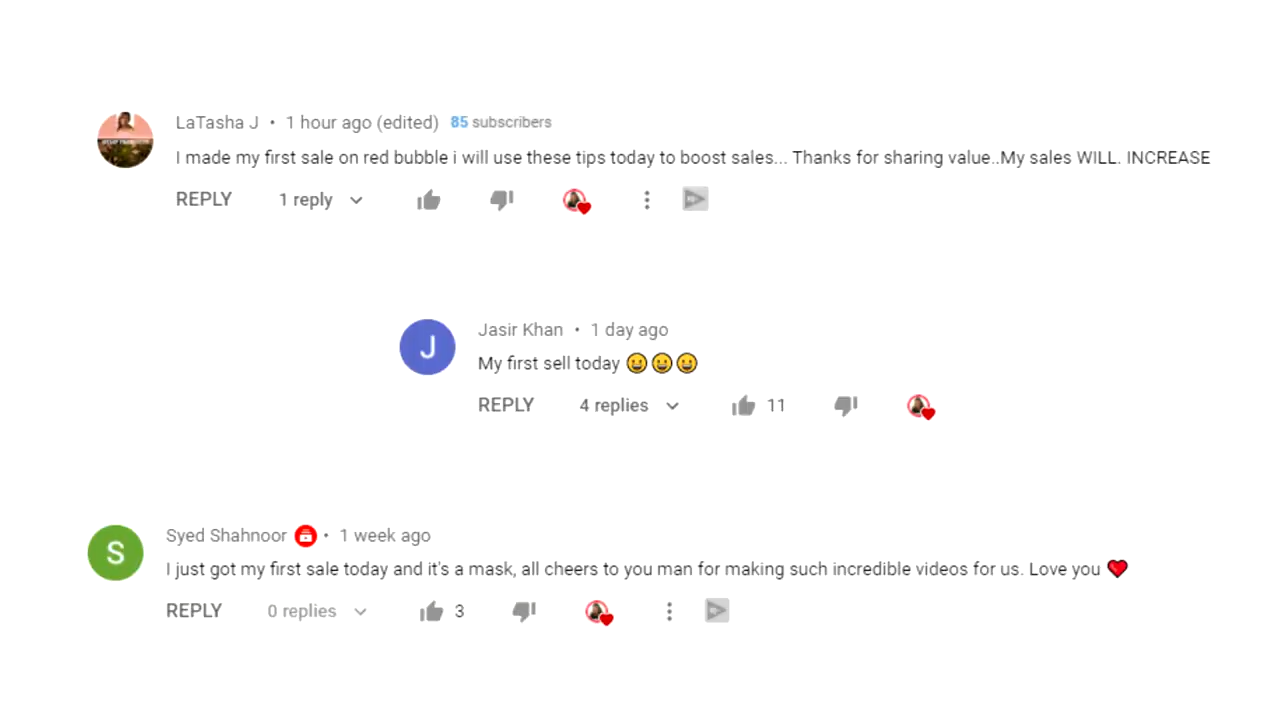 LaTasha J • 1 hour ago (edited) 85 subscribers
I made my first sale on red bubble i will use these tips today to boost sales... Thanks for sharing value..My sales WILL. INCREASE
REPLY 1 reply
J
Jasir Khan • 1 day ago
My first sell today 😀😀😀
REPLY 4 replies 11
S
Syed Shahnoor • 1 week ago
I just got my first sale today and it's a mask, all cheers to you man for making such incredible videos for us. Love you ❤️
REPLY 0 replies 3